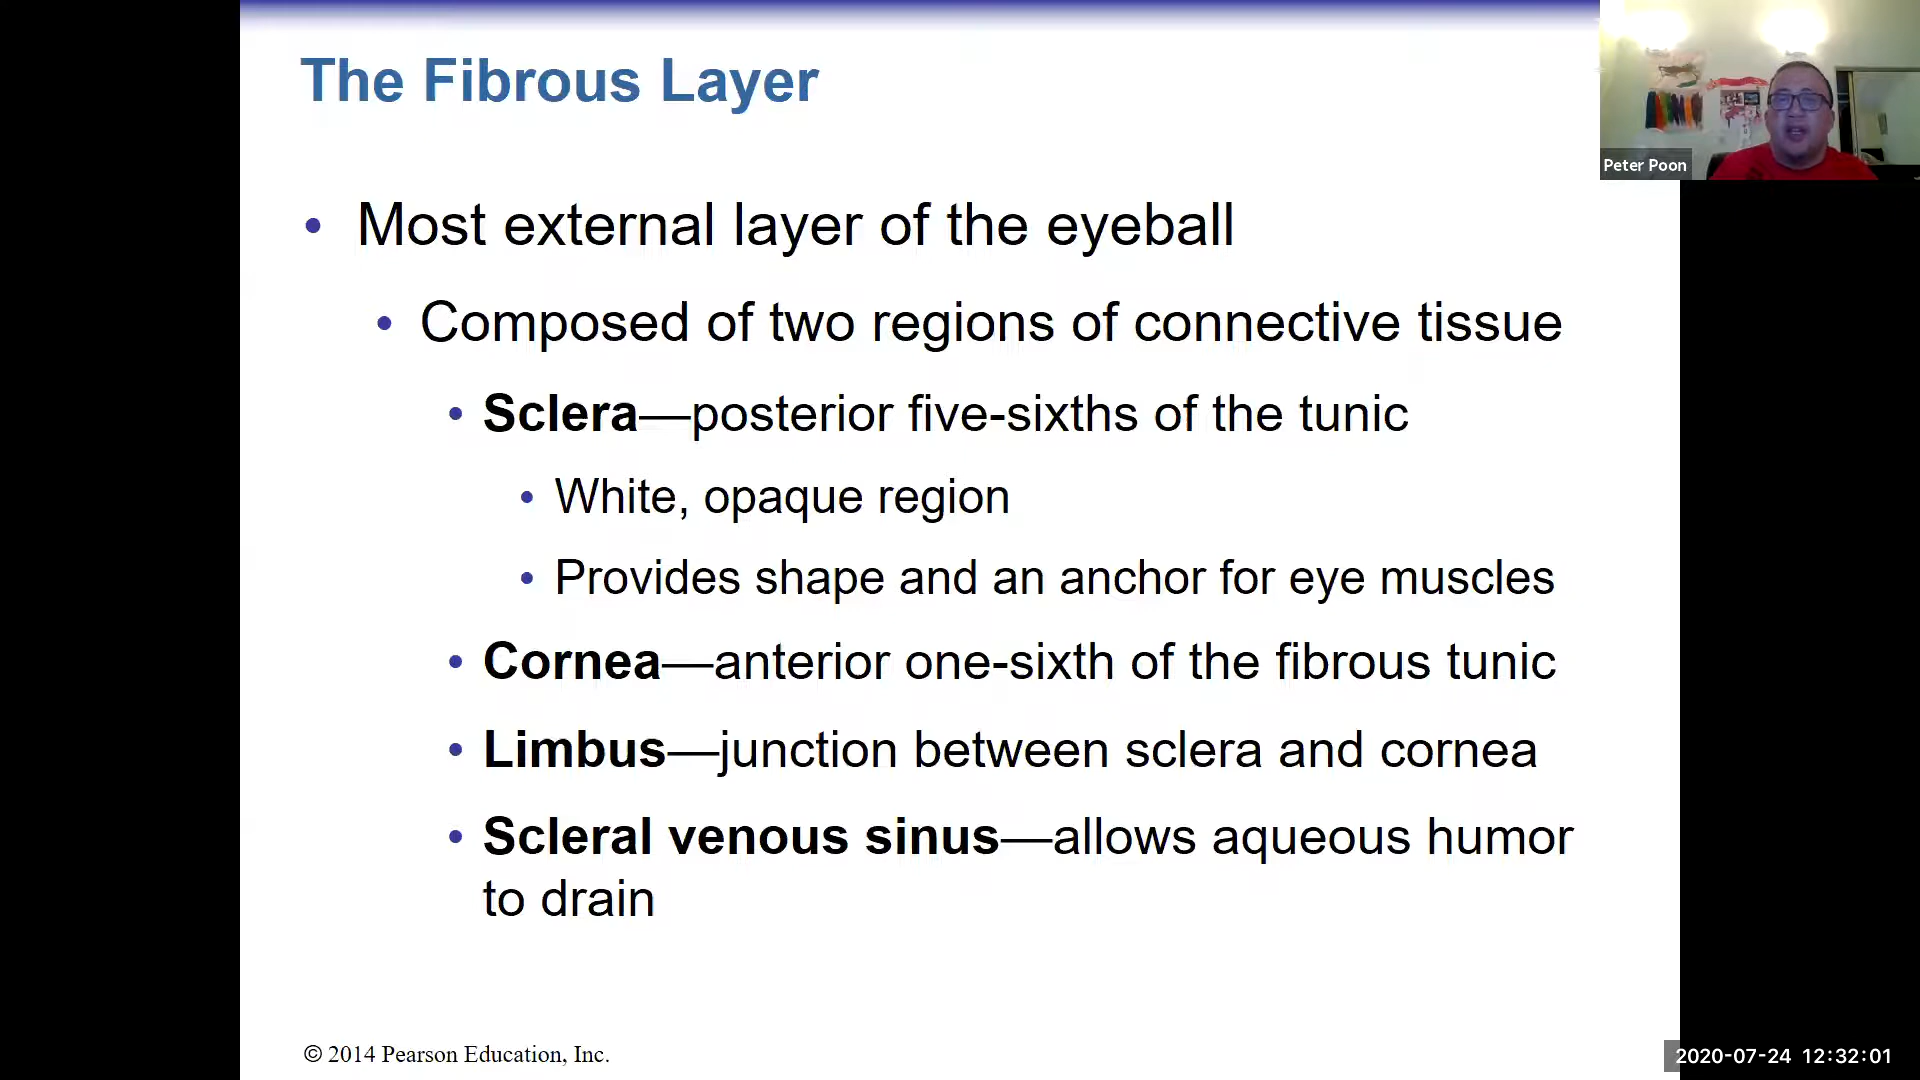 The Fibrous Layer
Peter Poon
• Most external layer of the eyeball
• Composed of two regions of connective tissue
• Sclera—posterior five-sixths of the tunic
• White, opaque region
• Provides shape and an anchor for eye muscles
• Cornea—anterior one-sixth of the fibrous tunic
• Limbus—junction between sclera and cornea
• Scleral venous sinus—allows aqueous humor
to drain
© 2014 Pearson Education, Inc.
2020-07-24 12:32:01